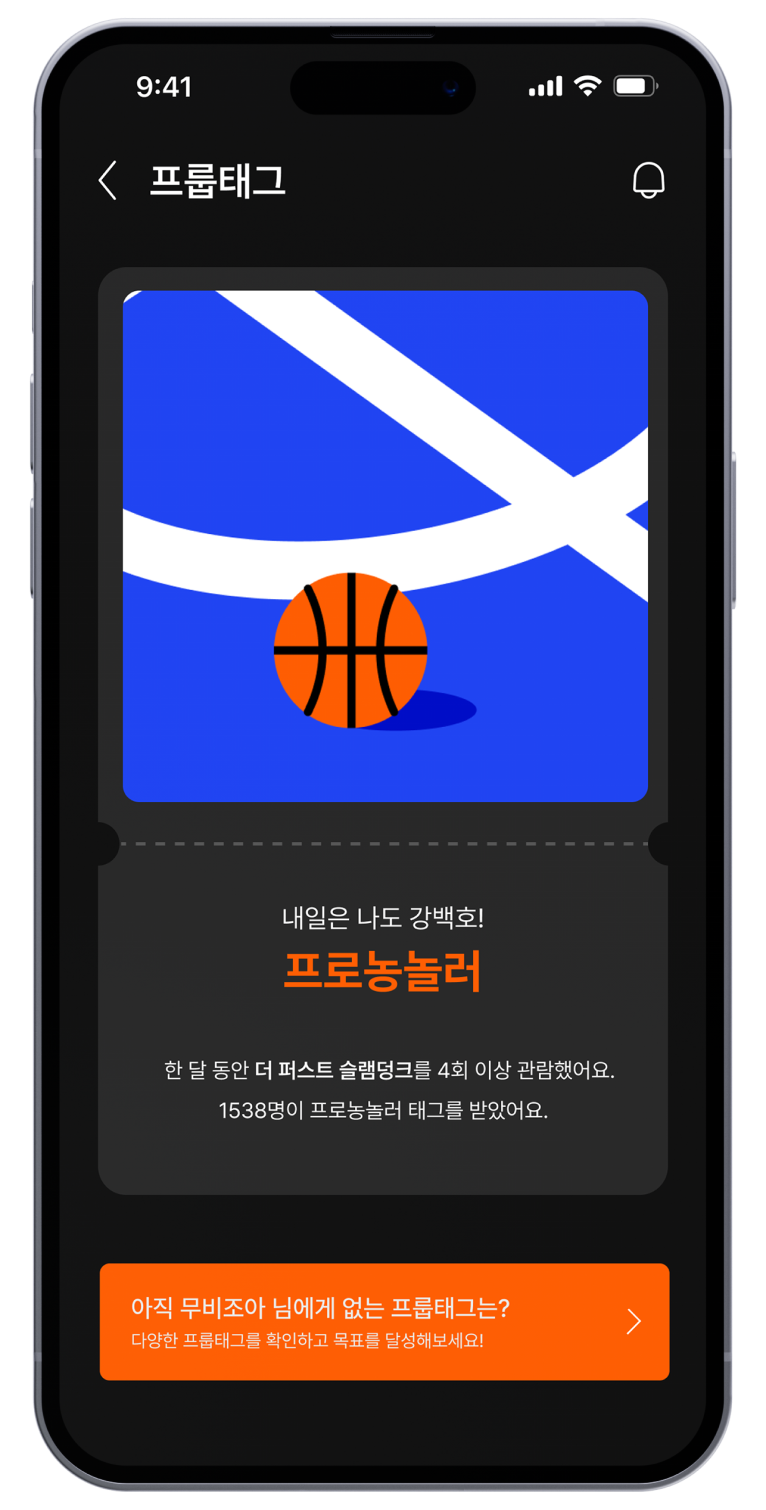 9:41
프룹태그
내일은 나도 강백호!
프로농놀러
한 달 동안 더 퍼스트 슬램덩크를 4회 이상 관람했어요.
1538명이 프로농놀러 태그를 받았어요.
아직 무비조아 님에게 없는 프룹태그는?
다양한 프룹태그를 확인하고 목표를 달성해보세요!